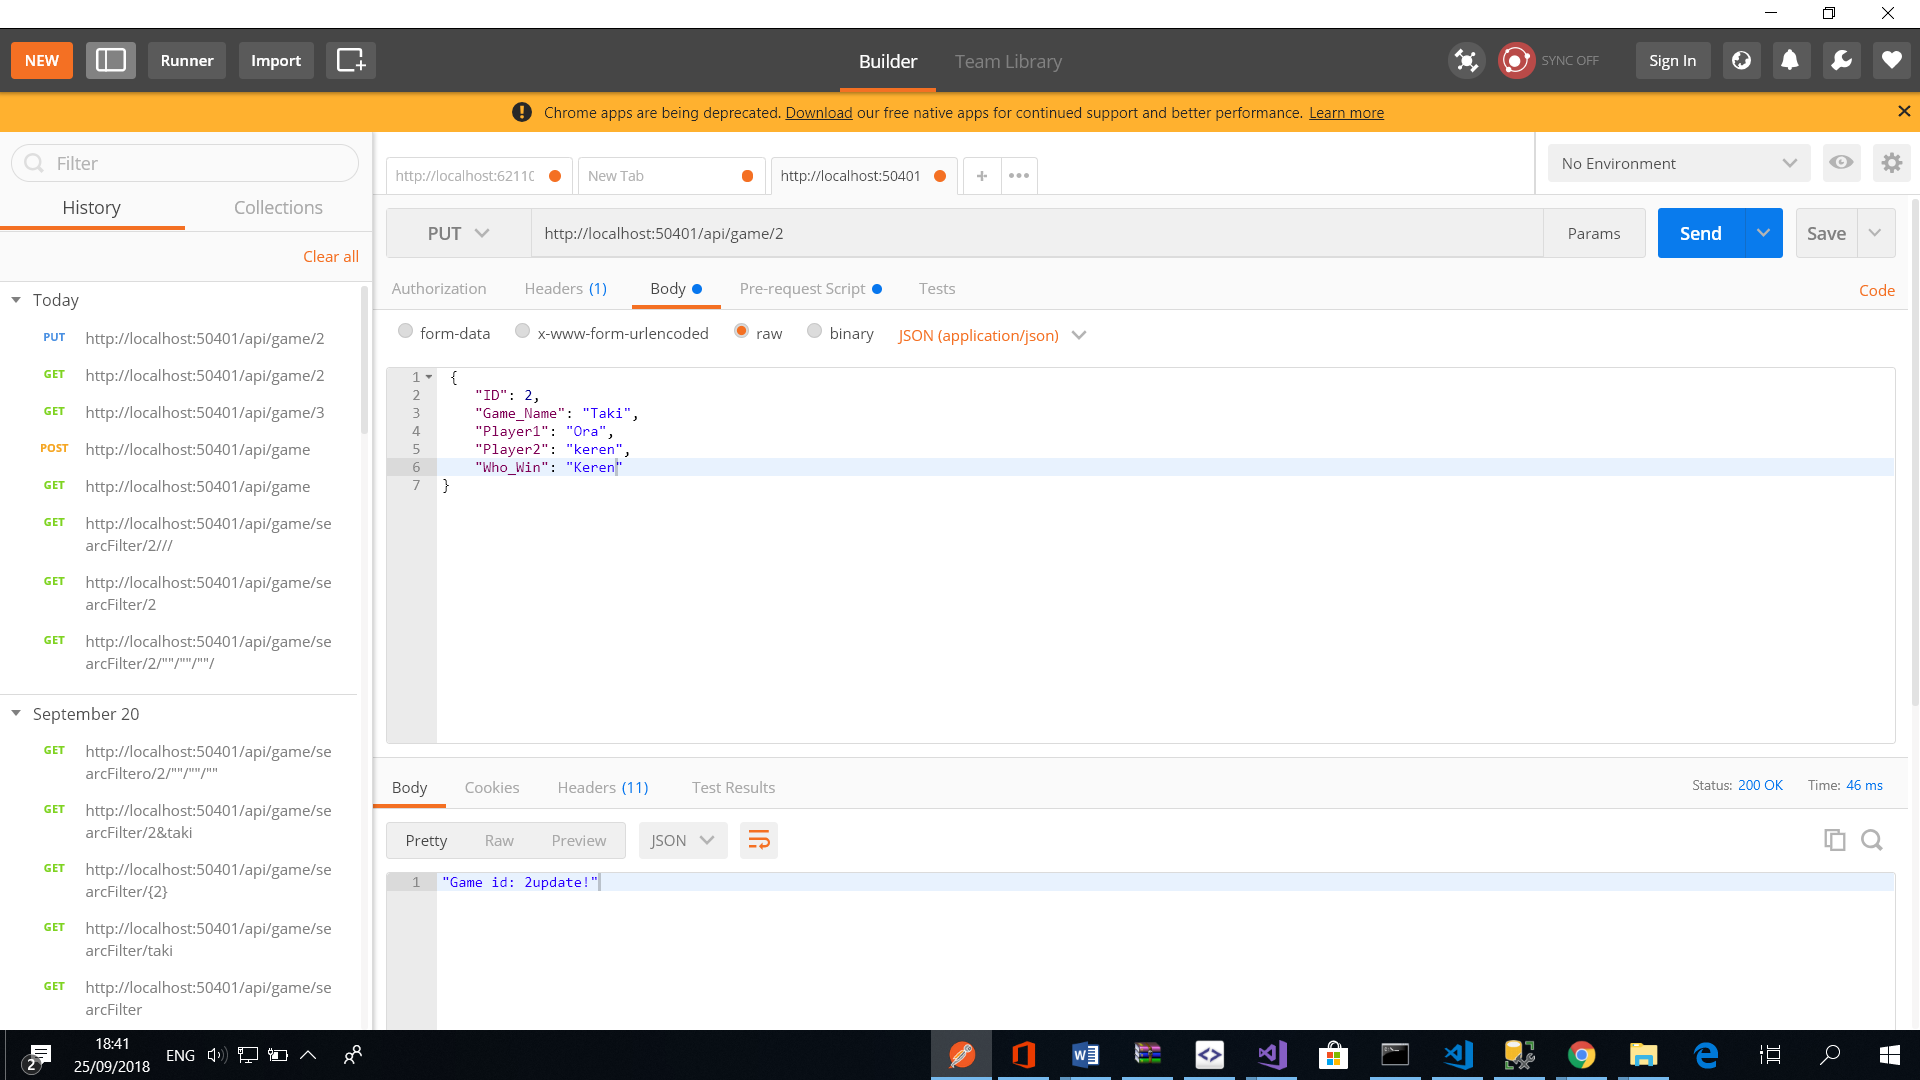 NEW
Runner
Import
Builder
Team Library
SYNC OFF
Sign In
Chrome apps are being deprecated. Download our free native apps for continued support and better performance. Learn more
Filter
History
Collections
Clear all
Today
PUT http://localhost:50401/api/game/2
GET http://localhost:50401/api/game/2
GET http://localhost:50401/api/game/3
POST http://localhost:50401/api/game
GET http://localhost:50401/api/game
GET http://localhost:50401/api/game/se
arcFilter/2///
GET http://localhost:50401/api/game/se
arcFilter/2
GET http://localhost:50401/api/game/se
arcFilter/2/""/""/""/
September 20
GET http://localhost:50401/api/game/se
arcFiltero/2/""/""/""
GET http://localhost:50401/api/game/se
arcFilter/2&taki
GET http://localhost:50401/api/game/se
arcFilter/{2}
GET http://localhost:50401/api/game/se
arcFilter/taki
GET http://localhost:50401/api/game/se
arcFilter
http://localhost:62110
New Tab
http://localhost:50401
No Environment
PUT
http://localhost:50401/api/game/2
Params
Send
Save
Authorization
Headers (1)
Body
Pre-request Script
Tests
Code
form-data
x-www-form-urlencoded
raw
binary
JSON (application/json)
1 {
2 "ID": 2,
3 "Game_Name": "Taki",
4 "Player1": "Ora",
5 "Player2": "keren",
6 "Who_Win": "Keren"
7 }
Body
Cookies
Headers (11)
Test Results
Status: 200 OK
Time: 46 ms
Pretty
Raw
Preview
JSON
1 "Game id: 2update!"
2
18:41
25/09/2018
ENG